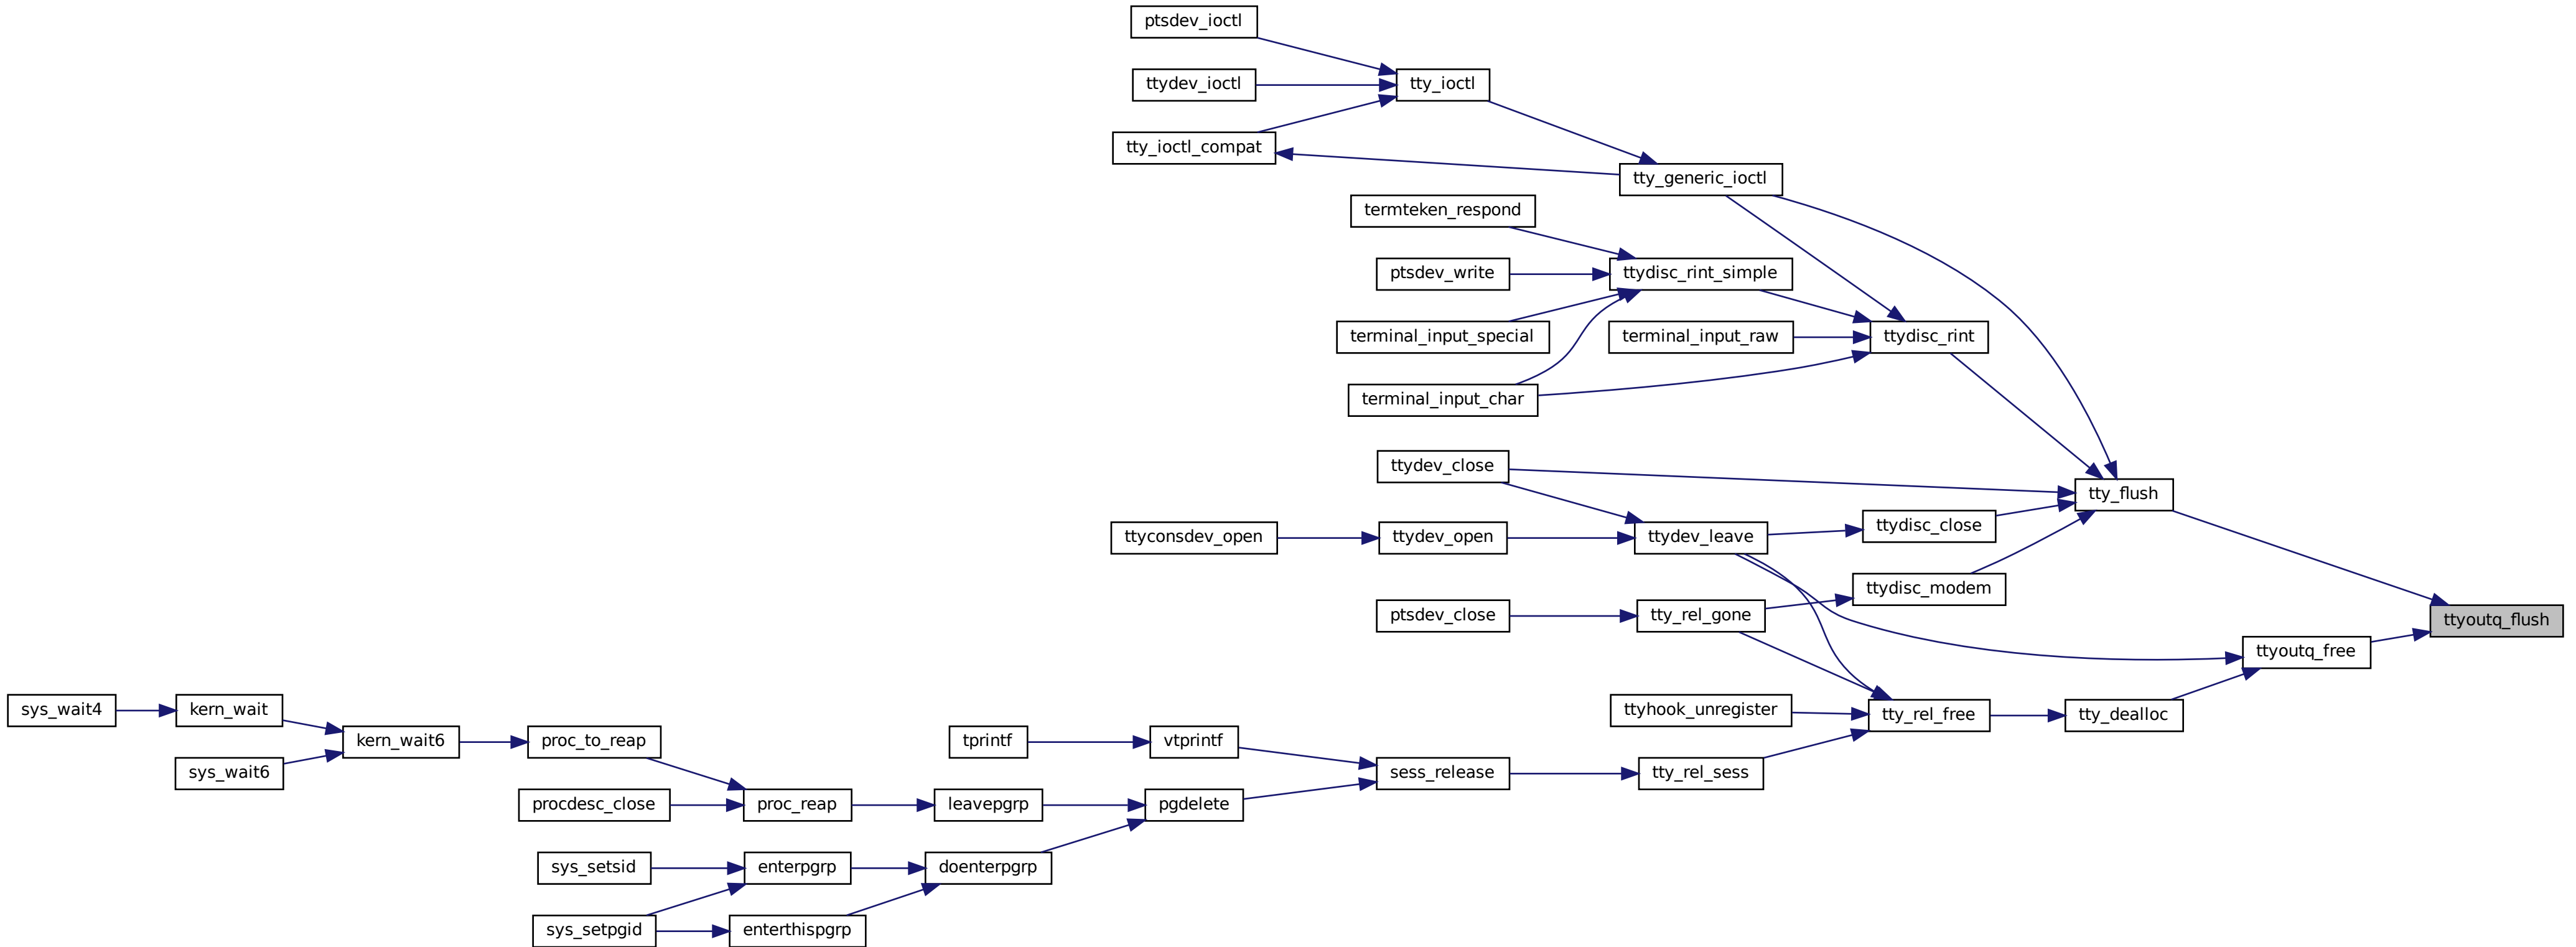 ptsdev_ioctl
ttydev_ioctl
tty_ioctl
tty_ioctl_compat
tty_generic_ioctl
termteken_respond
ptsdev_write
ttydisc_rint_simple
terminal_input_special
terminal_input_raw
ttydisc_rint
terminal_input_char
ttydev_close
tty_flush
ttyconsdev_open
ttydev_open
ttydev_leave
ttydisc_close
ttydisc_modem
ptsdev_close
tty_rel_gone
ttyoutq_flush
ttyoutq_free
sys_wait4
kern_wait
ttyhook_unregister
tty_rel_free
tty_dealloc
kern_wait6
proc_to_reap
tprintf
vtprintf
sys_wait6
sess_release
tty_rel_sess
procdesc_close
proc_reap
leavepgrp
pgdelete
sys_setsid
enterpgrp
doenterpgrp
sys_setpgid
enterthispgrp